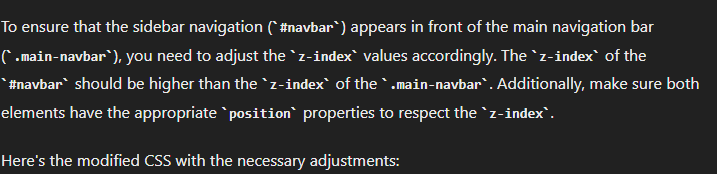 To ensure that the sidebar navigation (`#navbar`) appears in front of the main navigation bar
(`.main-navbar`), you need to adjust the `z-index` values accordingly. The `z-index` of the
`#navbar` should be higher than the `z-index` of the `.main-navbar`. Additionally, make sure both
elements have the appropriate `position` properties to respect the `z-index`.
Here's the modified CSS with the necessary adjustments: